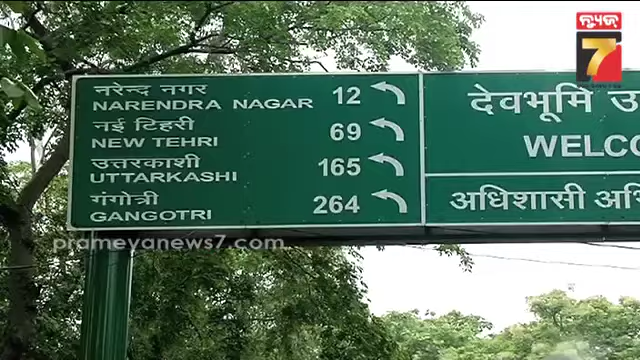 नरेन्द्र नगर
NARENDRA NAGAR 12
नई टिहरी
NEW TEHRI 69
उत्तरकाशी
UTTARKASHI 165
गंगोत्री
GANGOTRI 264
देवभूमि
अधिशासी
prameyanews7.com
ନ୍ୟୁଜ୍
7